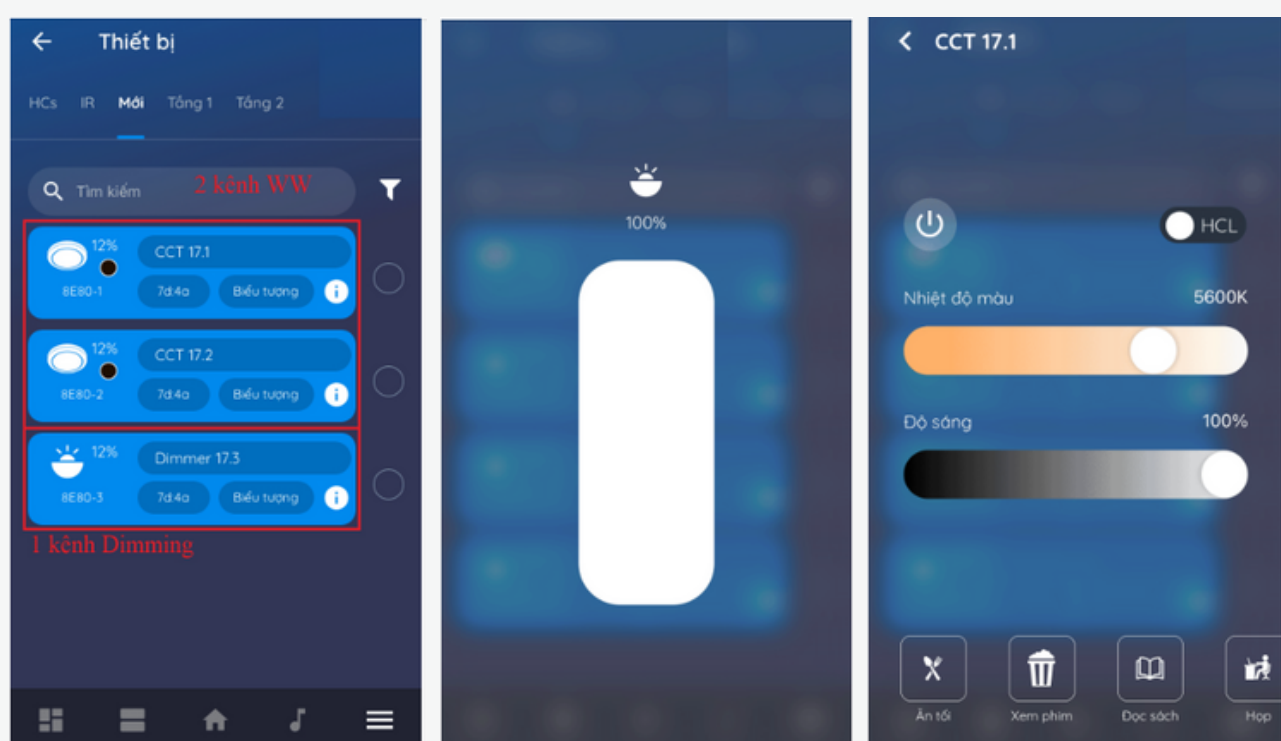 Thiết bị
HCs IR Mới Tầng 1 Tầng 2
Tìm kiếm
2 kênh WW
12%
CCT 17.1
8E80-1
7d:4a
Biểu tượng
12%
CCT 17.2
8E80-2
7d:4a
Biểu tượng
12%
Dimmer 17.3
8E80-3
7d:4a
Biểu tượng
1 kênh Dimming
100%
CCT 17.1
HCL
Nhiệt độ màu 5600K
Độ sáng 100%
Ăn tối Xem phim Đọc sách Họp